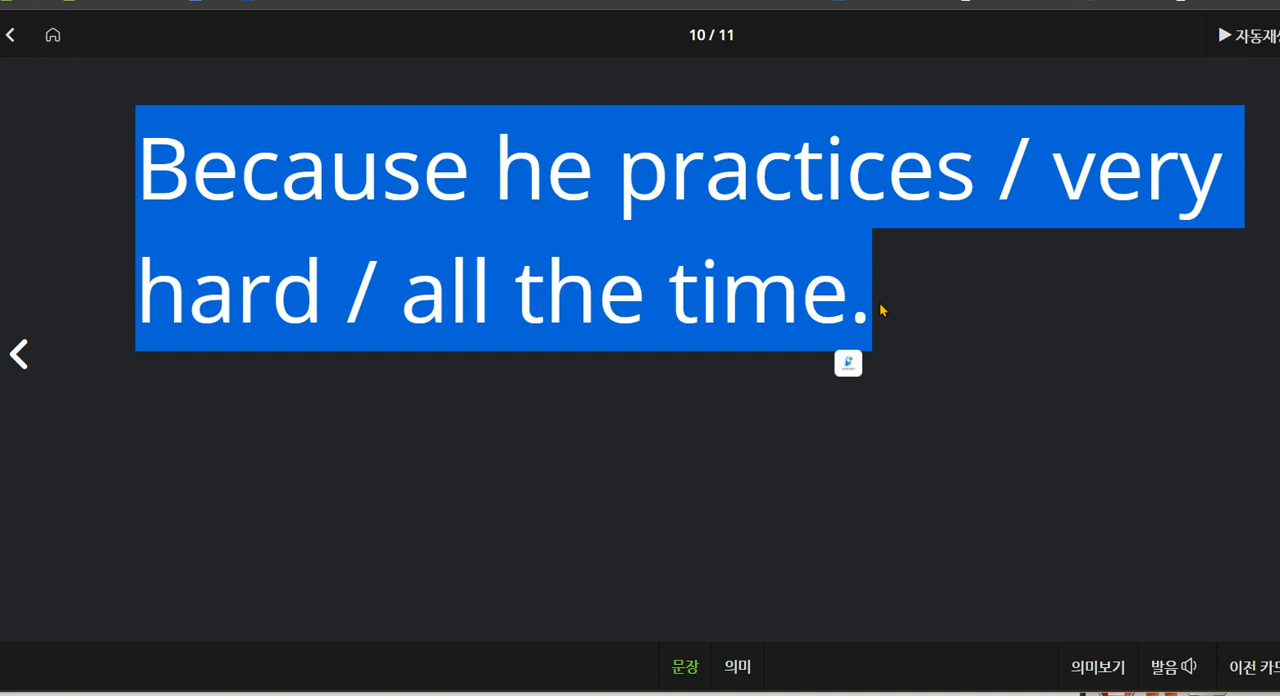 10 / 11
▶ 자동재
Because he practices / very
hard / all the time.
문장 의미 의미보기 발음 이전